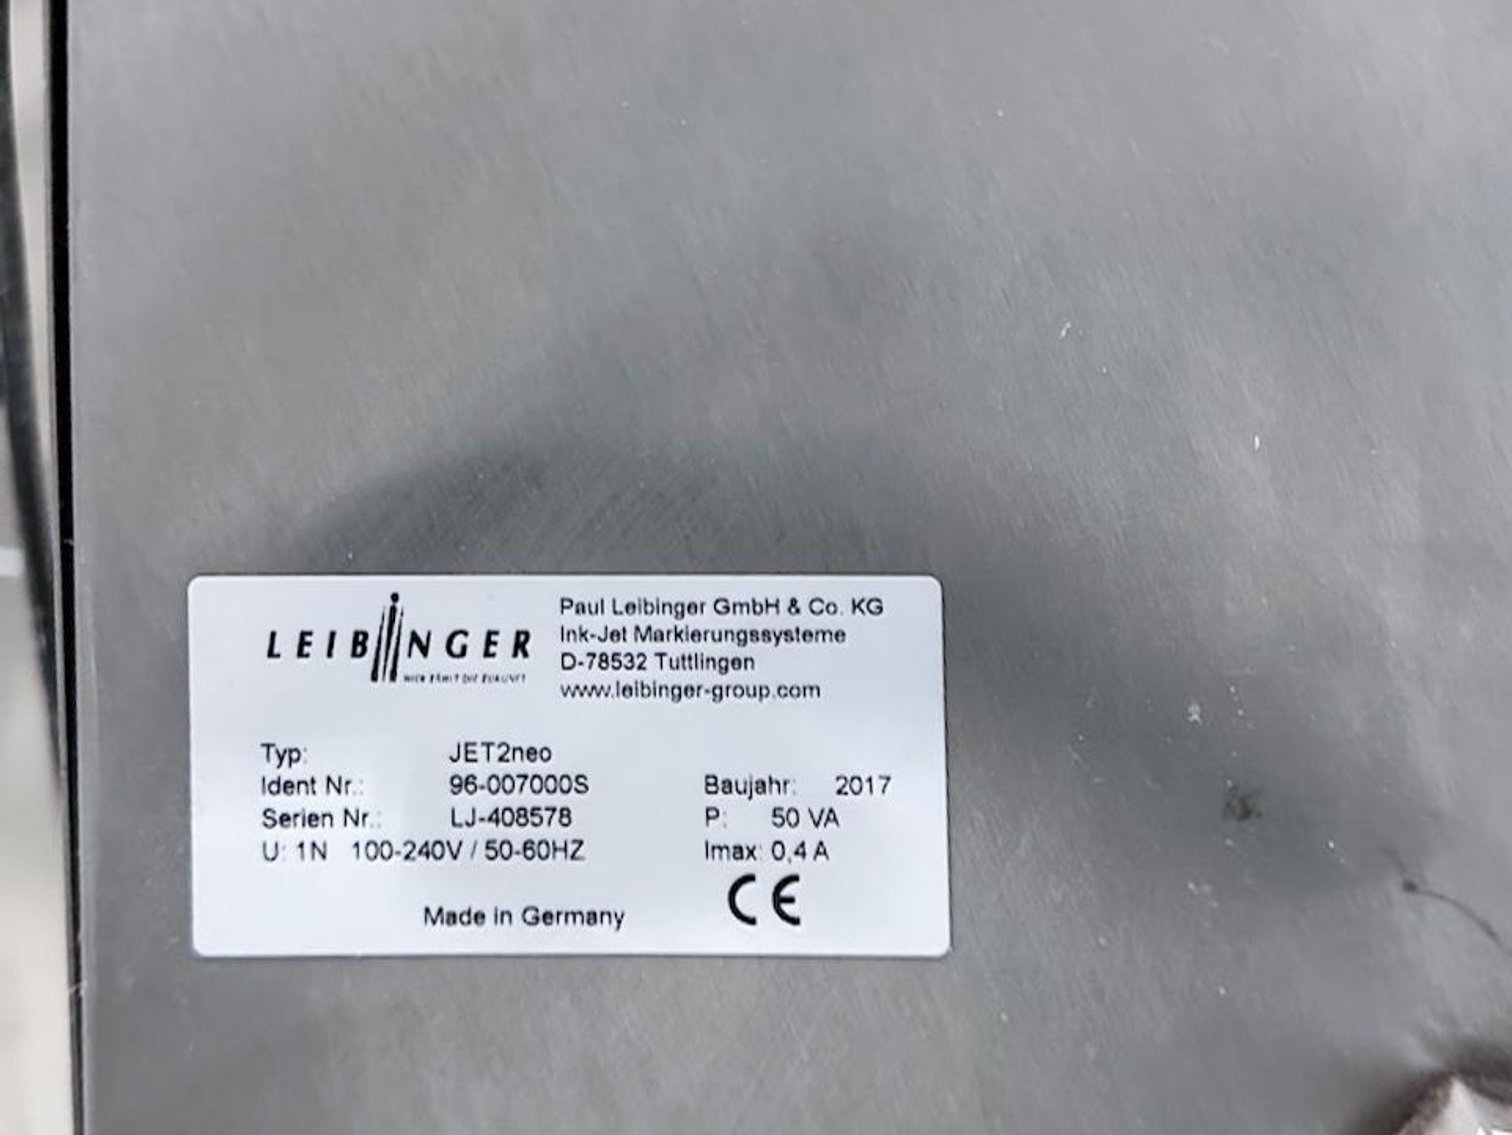 LEIBINGER
Paul Leibinger GmbH & Co. KG
Ink-Jet Markierungssysteme
D-78532 Tuttlingen
www.leibinger-group.com
Typ: JET2neo
Ident Nr.: 96-007000S Baujahr: 2017
Serien Nr.: LJ-408578 P: 50 VA
U: 1N 100-240V / 50-60HZ Imax: 0,4 A
Made in Germany CE